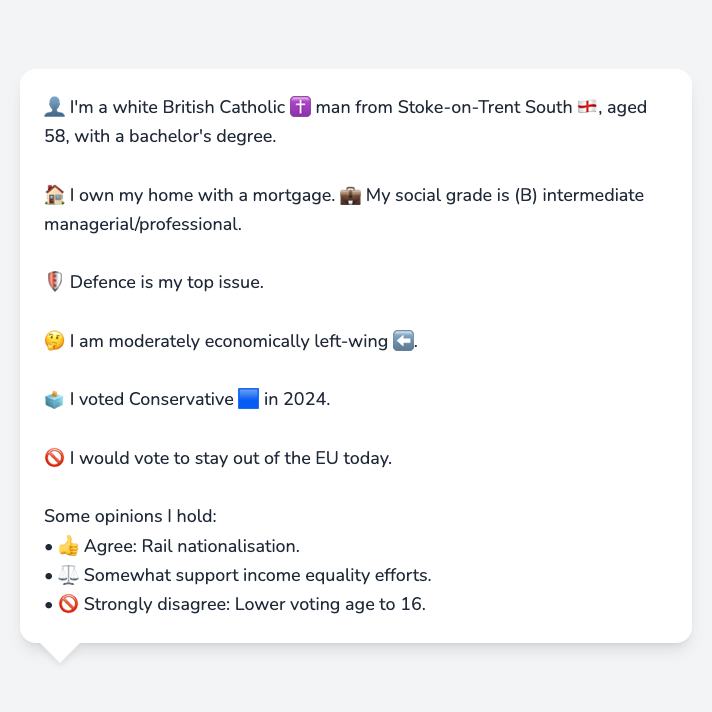 👤 I'm a white British Catholic ✝️ man from Stoke-on-Trent South 🏴󠁧󠁢󠁥󠁮󠁧󠁿, aged
58, with a bachelor's degree.
🏠 I own my home with a mortgage. 💼 My social grade is (B) intermediate
managerial/professional.
🛡️ Defence is my top issue.
🤔 I am moderately economically left-wing ⬅️.
🗳️ I voted Conservative 🟦 in 2024.
🚫 I would vote to stay out of the EU today.
Some opinions I hold:
• 👍 Agree: Rail nationalisation.
• ⚖️ Somewhat support income equality efforts.
• 🚫 Strongly disagree: Lower voting age to 16.